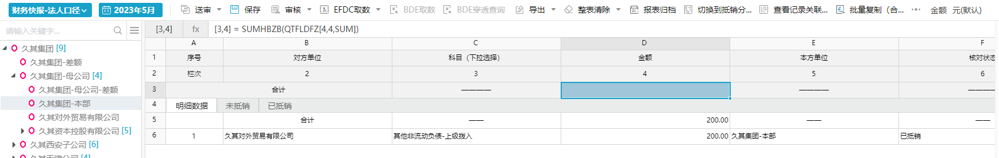 财务快报-法人口径 2023年5月 送审 保存 审核 EFDC取数 BDE取数 BDE穿透查询 导出 整表清除 报表归档 切换到抵销分... 查看记录关联... 批量复制（合... 金额 元(默认)
请输入关键字...
[3,4] fx [3,4] = SUMHBZB(QTFLDFZ[4,4,SUM])
久其集团 [9]
久其集团-差额
久其集团-母公司 [4]
久其集团-母公司-差额
久其集团-本部
久其对外贸易有限公司
久其资本控股有限公司 [5]
久其西安子公司 [6]
久其天津公司 [4]
A B C D E F
1 序号 对方单位 科目（下拉选择） 金额 本方单位 核对状态
2 栏次 2 3 4 5 6
3 合计 ———— ———— ————
4 明细数据 未抵销 已抵销
5 合计 —— 200.00 —— ——
6 1 久其对外贸易有限公司 其他非流动负债-上级拨入 200.00 久其集团-本部 已抵销